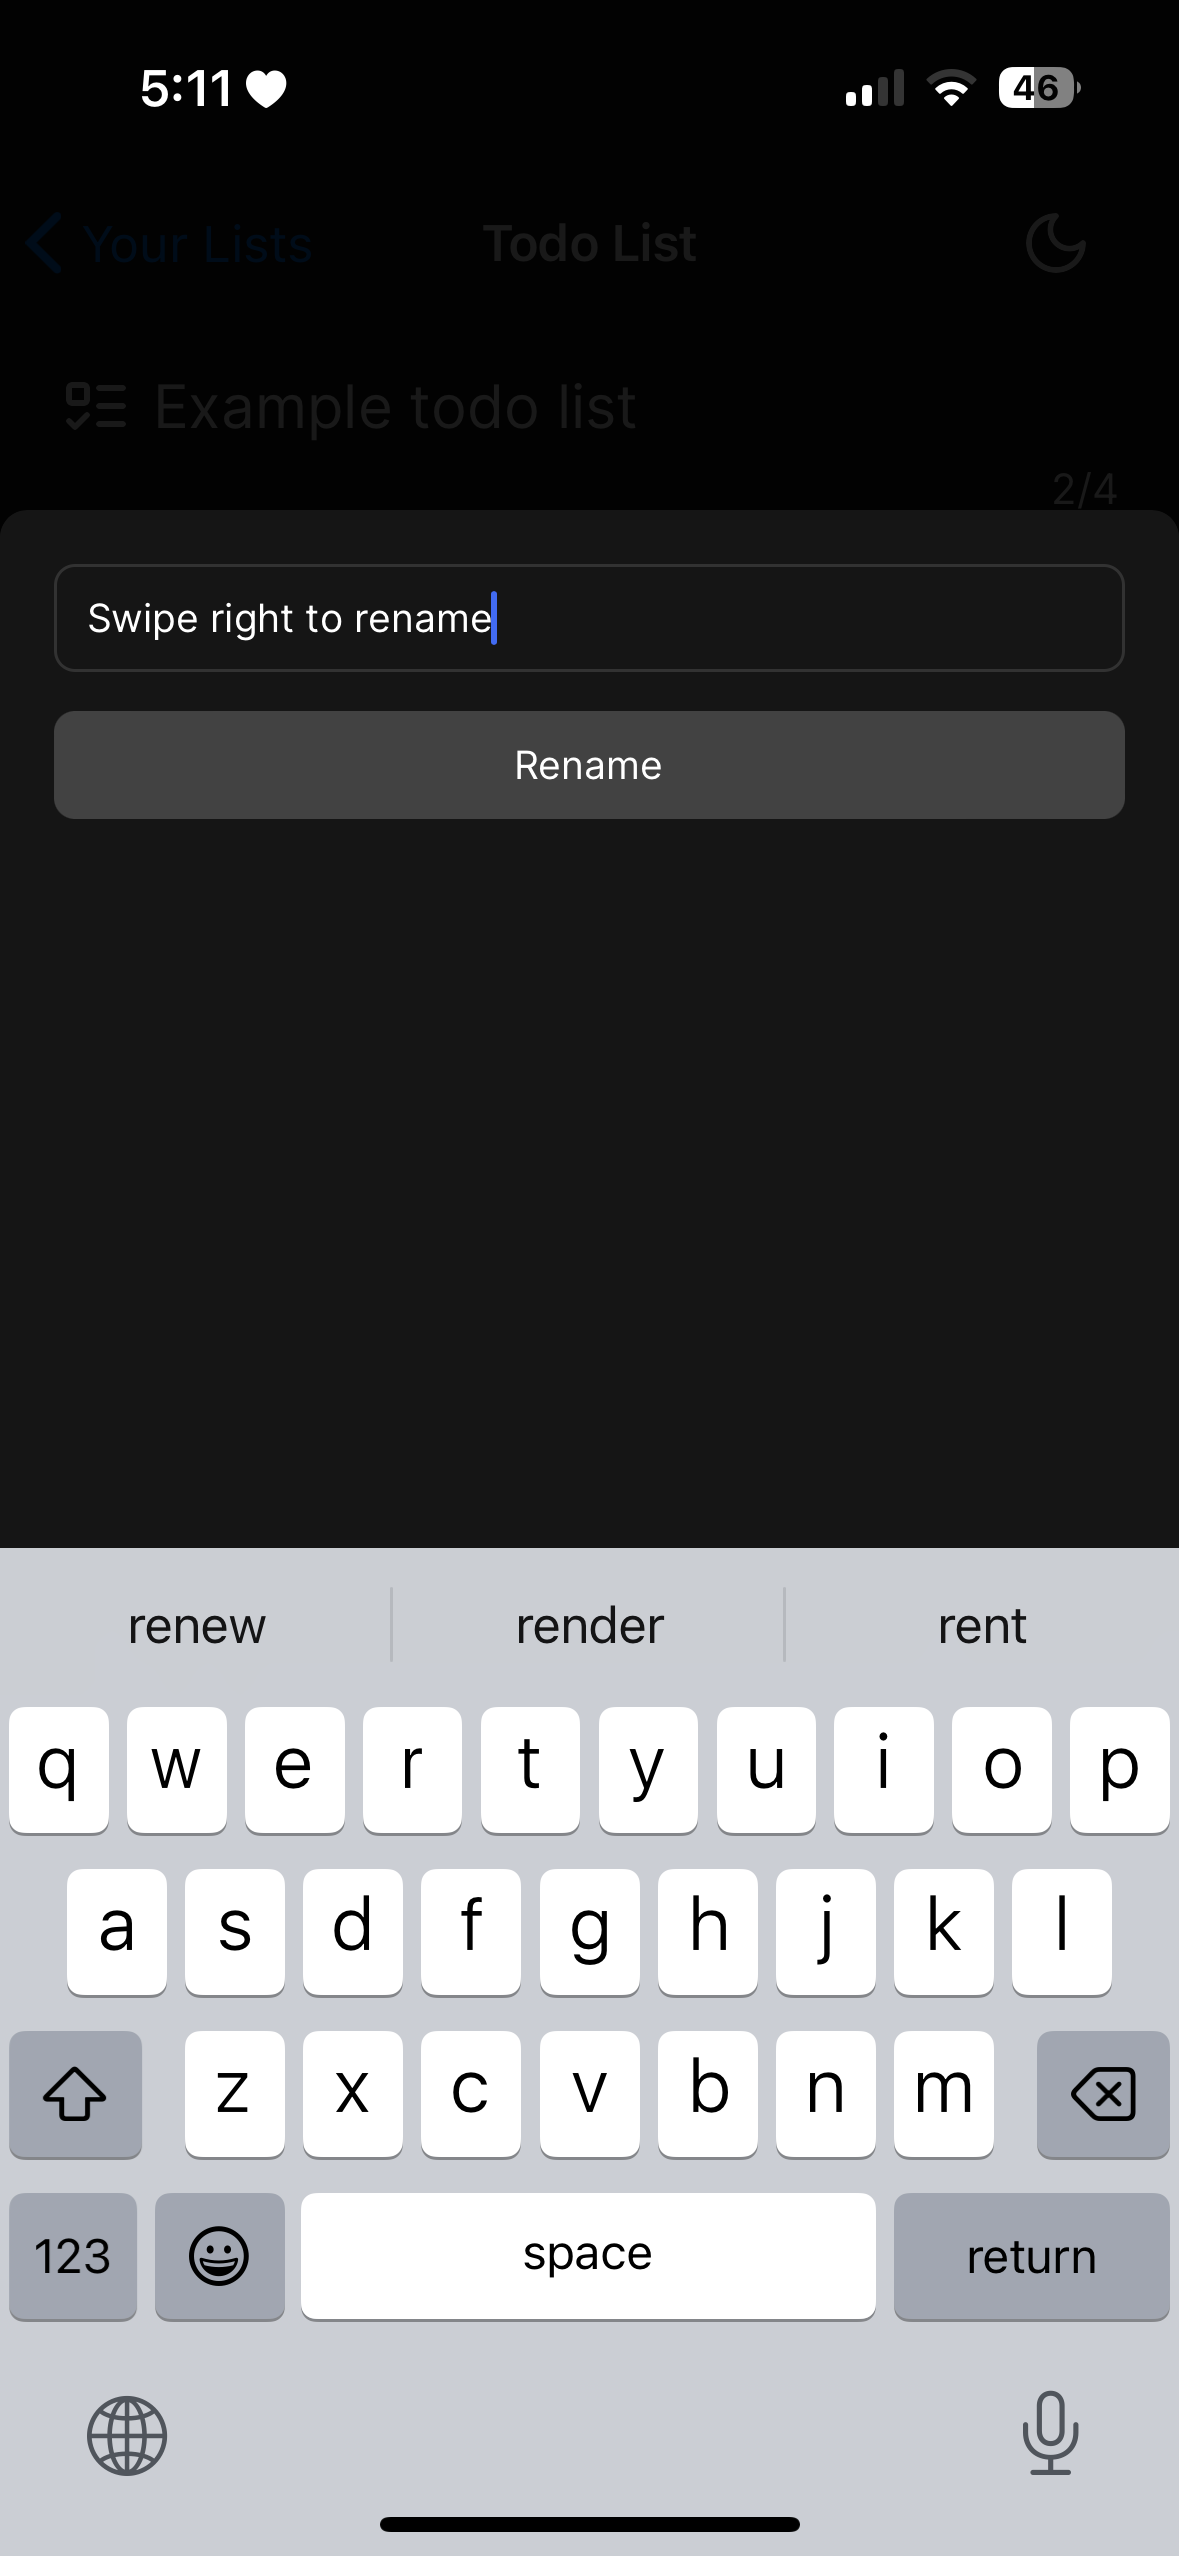 5:11
46
Your Lists
Todo List
Example todo list
2/4
Swipe right to rename
Rename
renew render rent
q w e r t y u i o p
a s d f g h j k l
z x c v b n m
123 space return